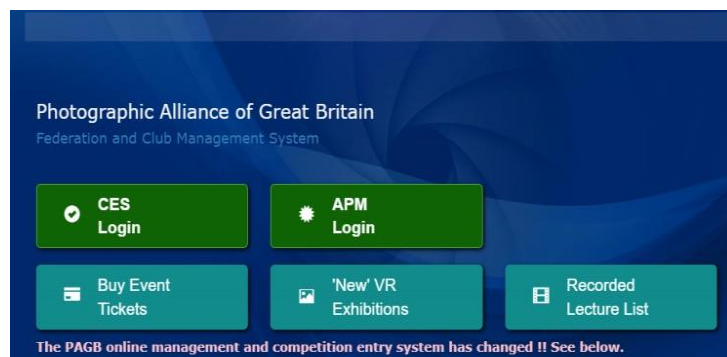 Photographic Alliance of Great Britain
Federation and Club Management System
CES
Login
APM
Login
Buy Event
Tickets
'New' VR
Exhibitions
Recorded
Lecture List
The PAGB online management and competition entry system has changed !! See below.